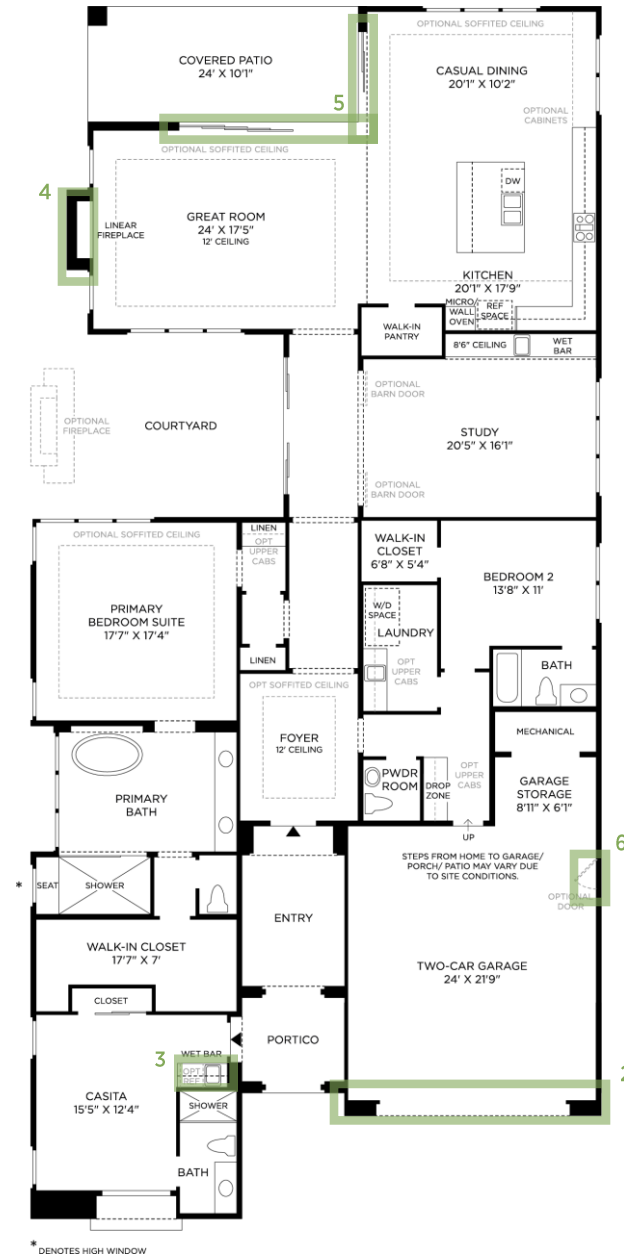 OPTIONAL SOFFITED CEILING
COVERED PATIO
24' X 10'1"
CASUAL DINING
20'1" X 10'2"
5
OPTIONAL
CABINETS
OPTIONAL SOFFITED CEILING
4
DW
GREAT ROOM
24' X 17'5"
12' CEILING
LINEAR
FIREPLACE
KITCHEN
20'1" X 17'9"
MICRO/
WALL
OVEN
REF
SPACE
WALK-IN
PANTRY
8'6" CEILING
WET
BAR
OPTIONAL
BARN DOOR
OPTIONAL
FIREPLACE
COURTYARD
STUDY
20'5" X 16'1"
OPTIONAL
BARN DOOR
OPTIONAL SOFFITED CEILING
LINEN
OPT
UPPER
CABS
WALK-IN
CLOSET
6'8" X 5'4"
BEDROOM 2
13'8" X 11'
PRIMARY
BEDROOM SUITE
17'7" X 17'4"
W/D
SPACE
LAUNDRY
LINEN
OPT
UPPER
CABS
BATH
OPT SOFFITED CEILING
FOYER
12' CEILING
MECHANICAL
PWDR
ROOM
DROP
ZONE
OPT
UPPER
CABS
GARAGE
STORAGE
8'11" X 6'1"
PRIMARY
BATH
UP
STEPS FROM HOME TO GARAGE/
PORCH/ PATIO MAY VARY DUE
TO SITE CONDITIONS.
6
* SEAT
SHOWER
OPTIONAL
DOOR
ENTRY
WALK-IN CLOSET
17'7" X 7'
TWO-CAR GARAGE
24' X 21'9"
CLOSET
PORTICO
WET BAR
3
OPT
REF
2
CASITA
15'5" X 12'4"
SHOWER
BATH
* DENOTES HIGH WINDOW